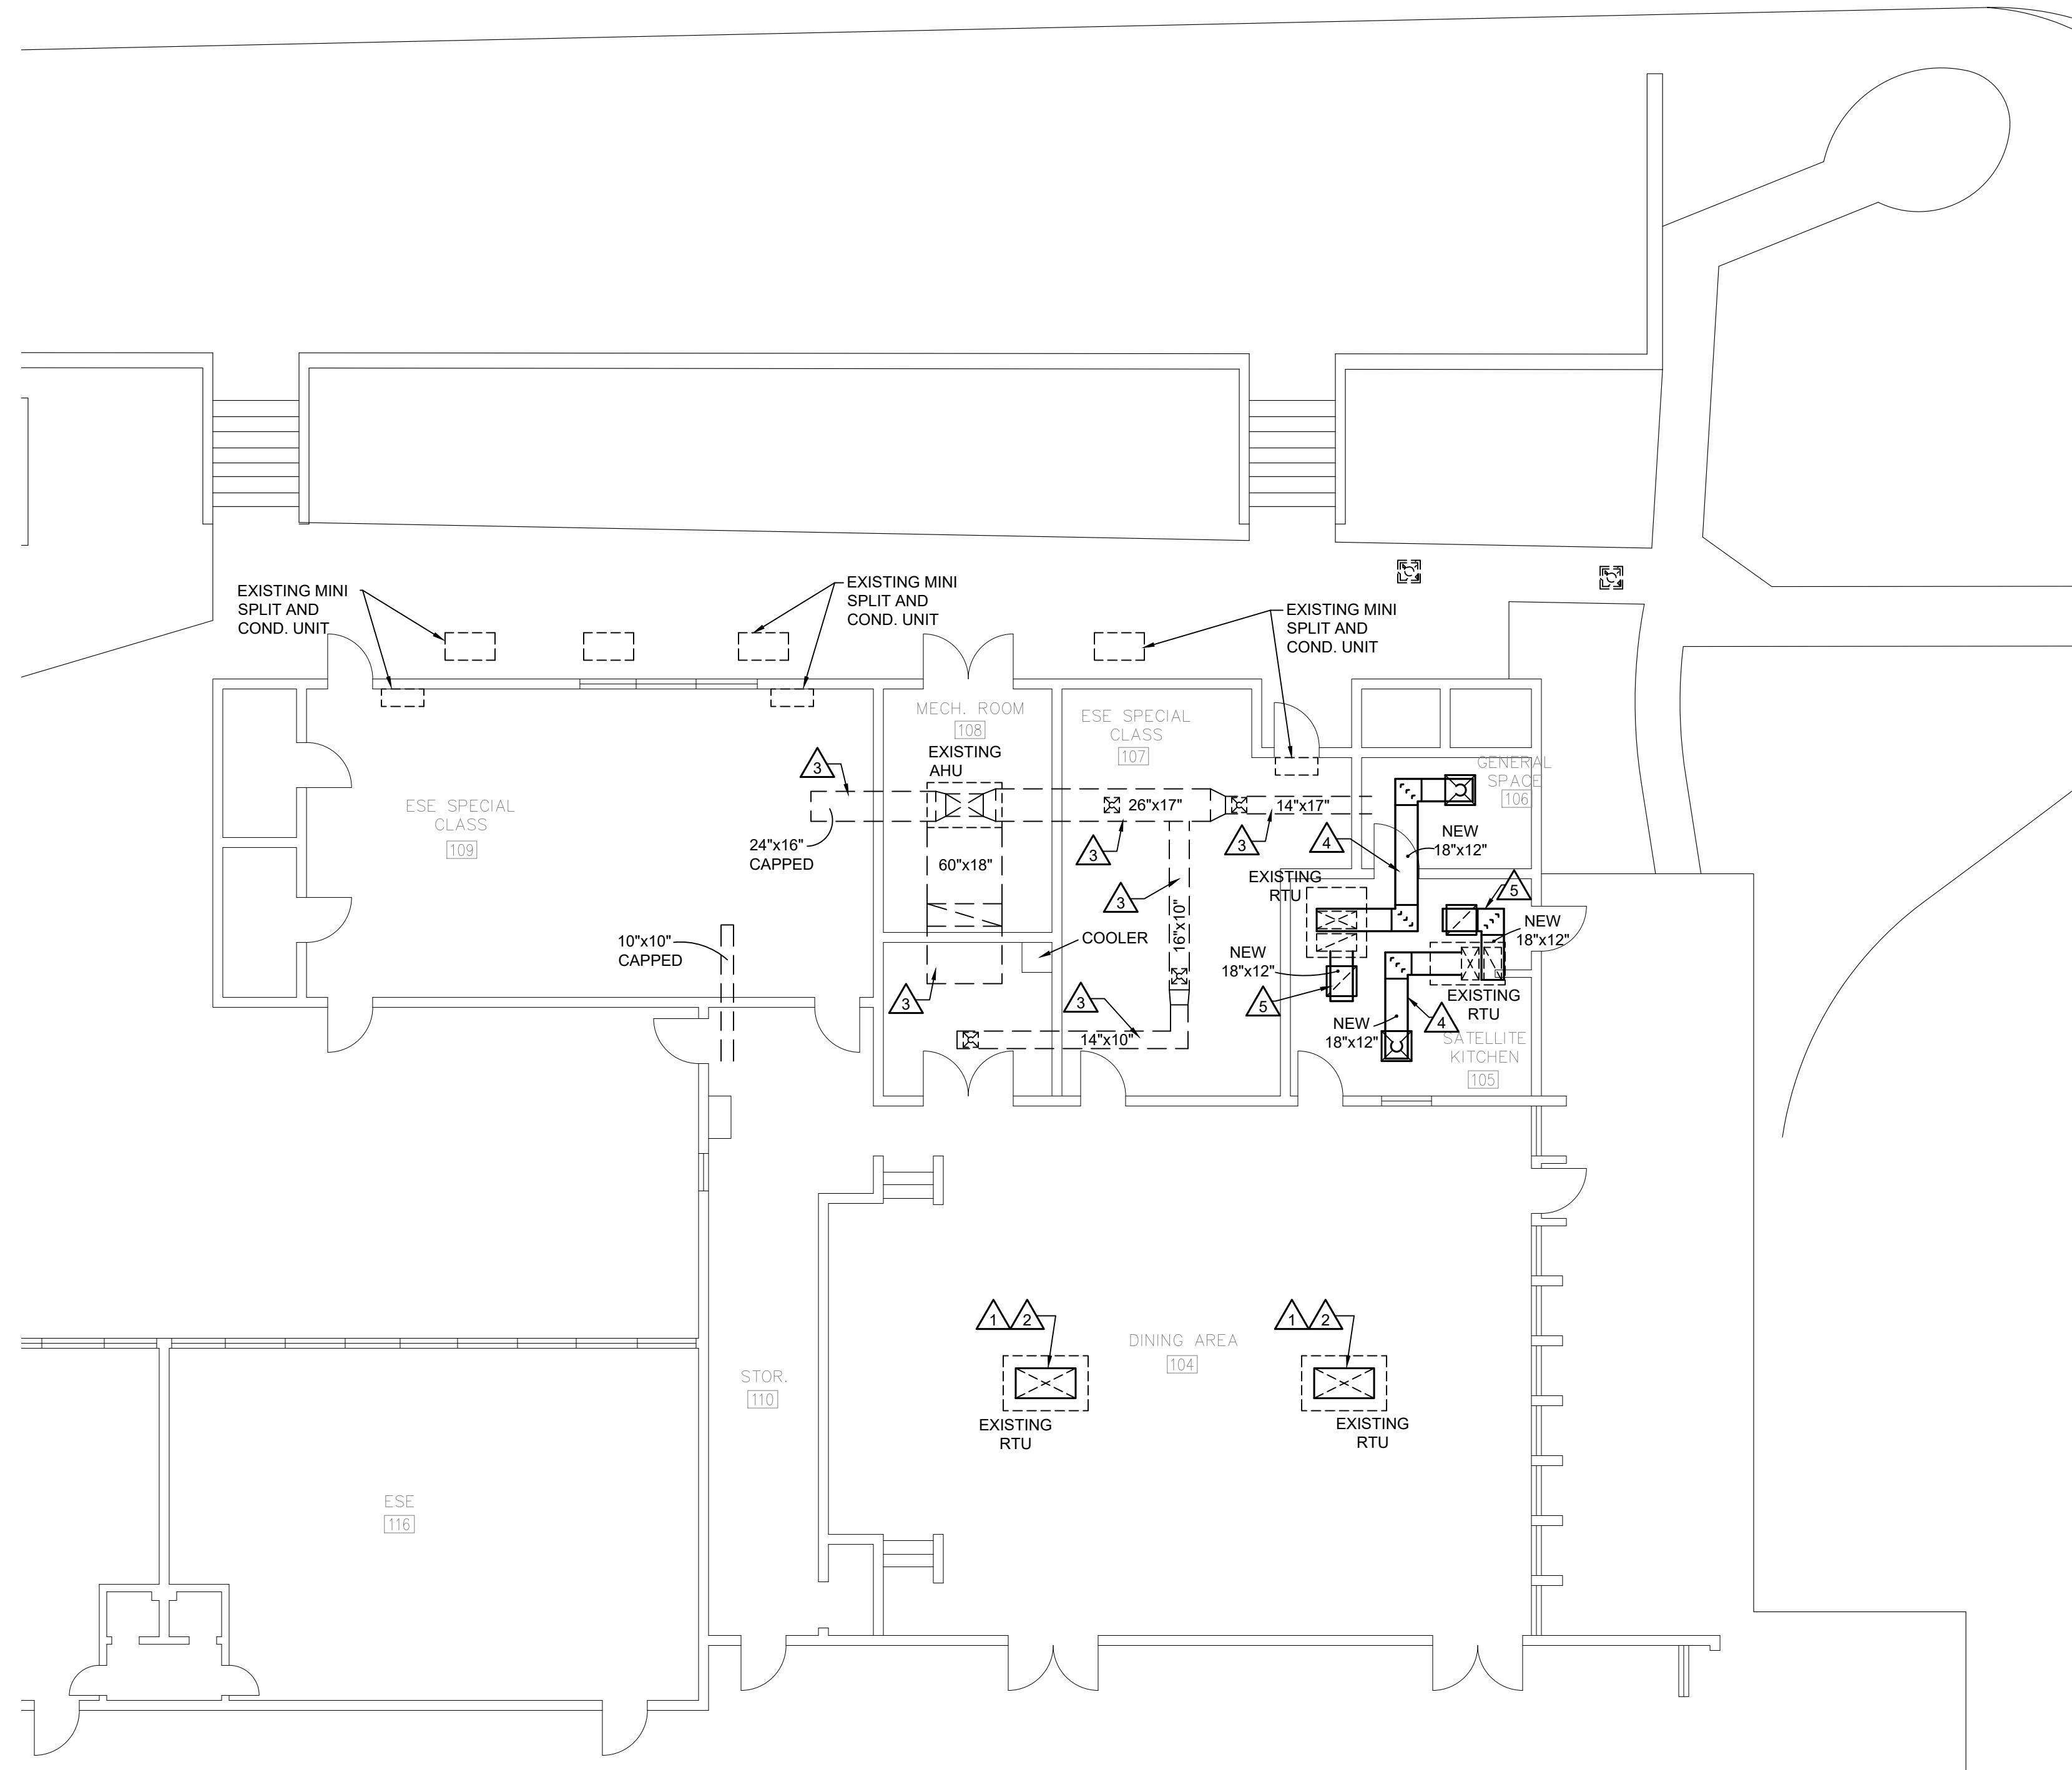 EXISTING MINI
SPLIT AND
COND. UNIT
EXISTING MINI
SPLIT AND
COND. UNIT
EXISTING MINI
SPLIT AND
COND. UNIT
MECH. ROOM
108
EXISTING
AHU
ESE SPECIAL
CLASS
107
GENERAL
SPACE
106
3
ESE SPECIAL
CLASS
109
24"x16"
CAPPED
26"x17"
14"x17"
3
3
4
NEW
18"x12"
60"x18"
EXISTING
RTU
3
5
NEW
18"x12"
16"x10"
10"x10"
CAPPED
COOLER
NEW
18"x12"
3
3
5
EXISTING
RTU
NEW
18"x12"
4
14"x10"
SATELLITE
KITCHEN
105
1
2
1
2
DINING AREA
104
STOR.
110
EXISTING
RTU
EXISTING
RTU
ESE
116